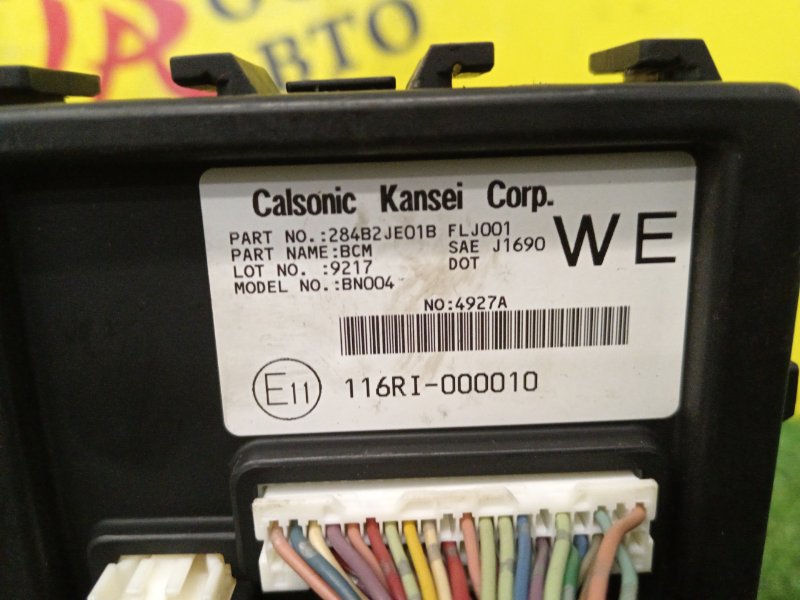 АВТО
Calsonic Kansei Corp.
PART NO.:284B2JE01B FLJ001
PART NAME:BCM SAE J1690
LOT NO. :9217 DOT
MODEL NO.:BN004
WE
NO:4927A
E11 116RI-000010